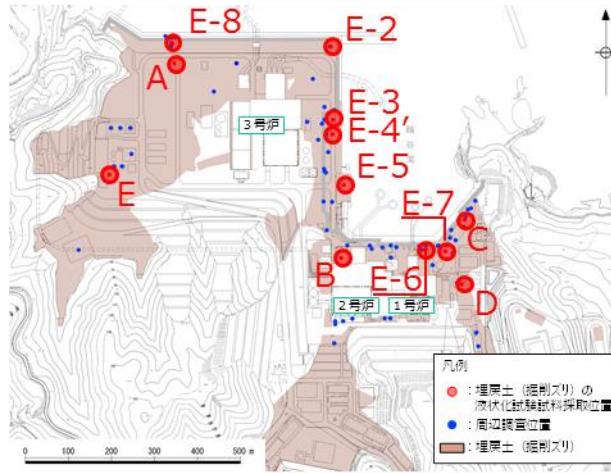 E-8
E-2
A
E-3
E-4’
３号炉
E-5
E
E-7
C
B
E-6
D
２号炉
１号炉
凡例
：埋戻土（掘削ズリ）の
液状化試験試料採取位置
：周辺調査位置
：埋戻土（掘削ズリ）
0 100 200 300 400 500 m